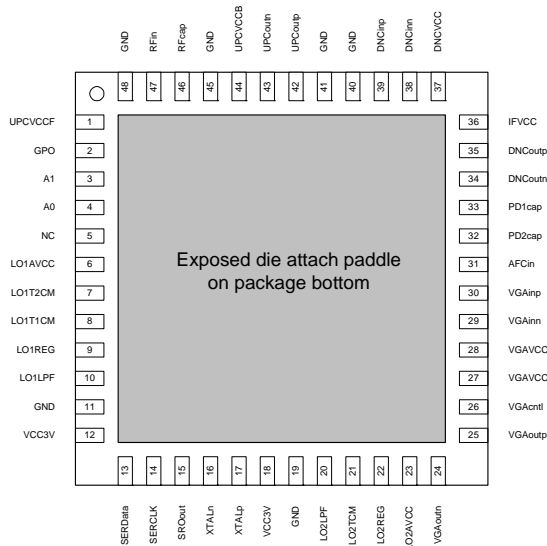 GND
RFin
RFcap
GND
UPCVCCB
UPCoutn
UPCoutp
GND
GND
DNCinp
DNCinn
DNCVCC
48
47
46
45
44
43
42
41
40
39
38
37
UPCVCCF 1
GPO 2
A1 3
A0 4
NC 5
LO1AVCC 6
LO1T2CM 7
LO1T1CM 8
LO1REG 9
LO1LPF 10
GND 11
VCC3V 12
Exposed die attach paddle
on package bottom
36 IFVCC
35 DNCoutp
34 DNCoutn
33 PD1cap
32 PD2cap
31 AFCin
30 VGAinp
29 VGAinn
28 VGAVCC
27 VGAVCC
26 VGAcntl
25 VGAoutp
13
14
15
16
17
18
19
20
21
22
23
24
SERData
SERCLK
SROout
XTALn
XTALp
VCC3V
GND
LO2LPF
LO2TCM
LO2REG
LO2AVCC
VGAoutn